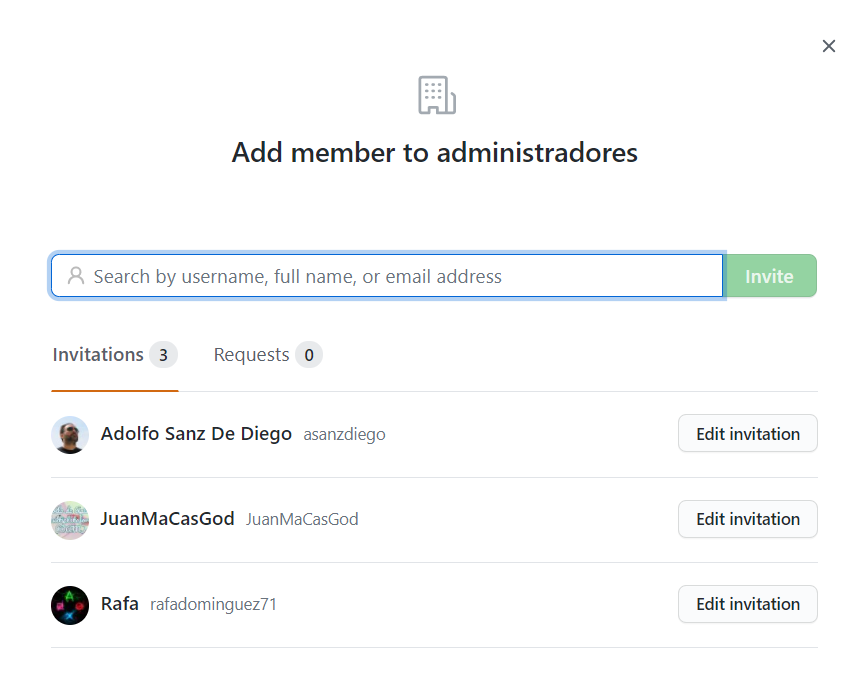 Add member to administradores
Search by username, full name, or email address
Invite
Invitations 3
Requests 0
Adolfo Sanz De Diego asanzdiego
Edit invitation
JuanMaCasGod JuanMaCasGod
Edit invitation
Rafa rafadominguez71
Edit invitation